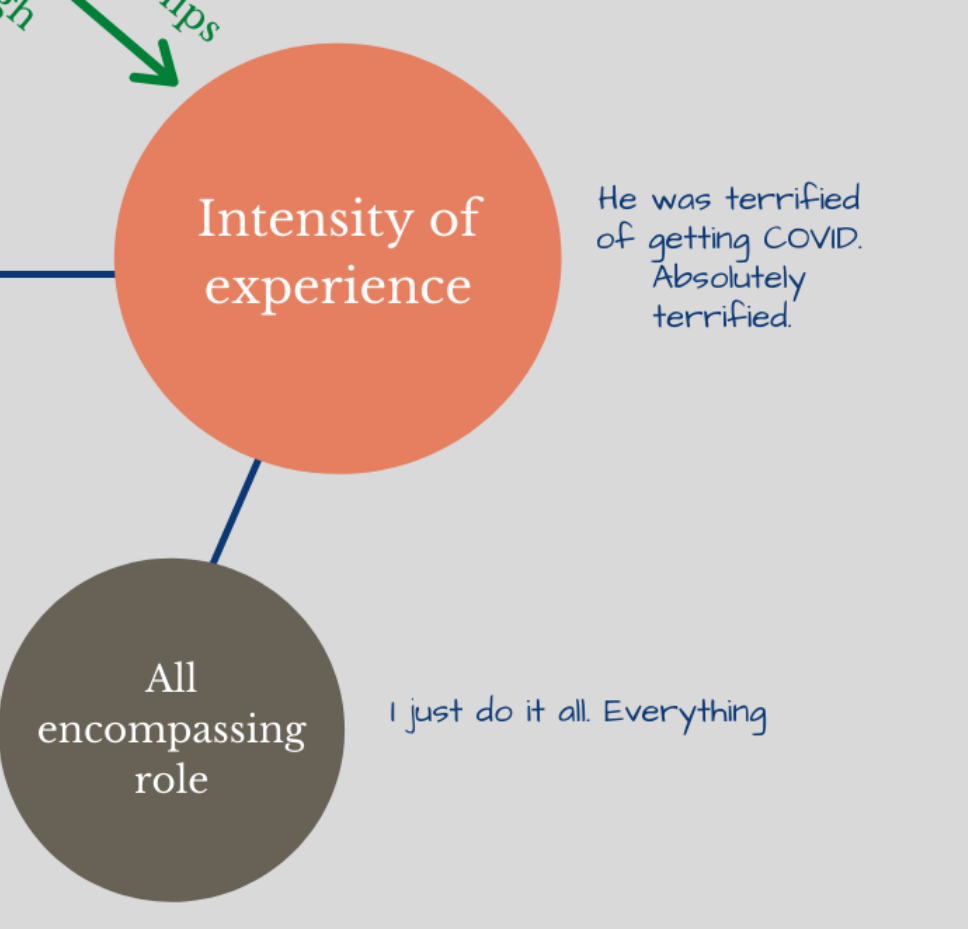 Intensity of
experience
He was terrified
of getting COVID.
Absolutely
terrified.
All
encompassing
role
I just do it all. Everything